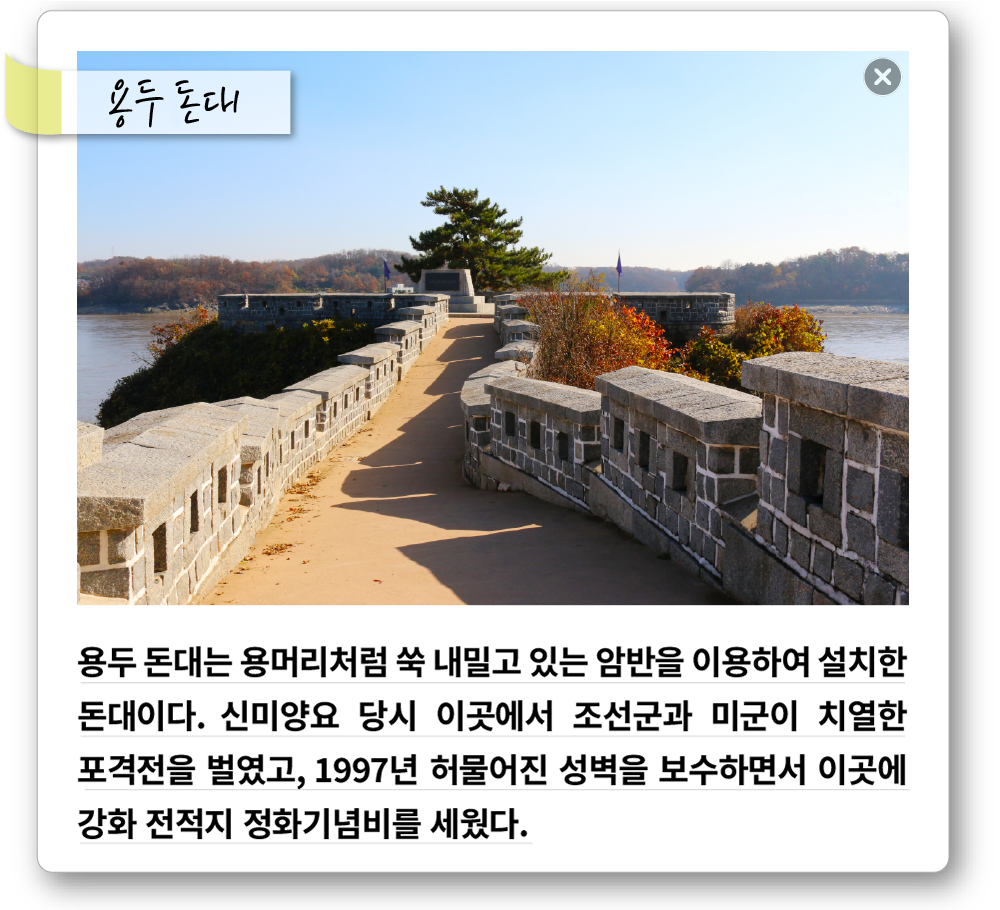 용두 돈대
용두 돈대는 용머리처럼 쑥 내밀고 있는 암반을 이용하여 설치한
돈대이다. 신미양요 당시 이곳에서 조선군과 미군이 치열한
포격전을 벌였고, 1997년 허물어진 성벽을 보수하면서 이곳에
강화 전적지 정화기념비를 세웠다.